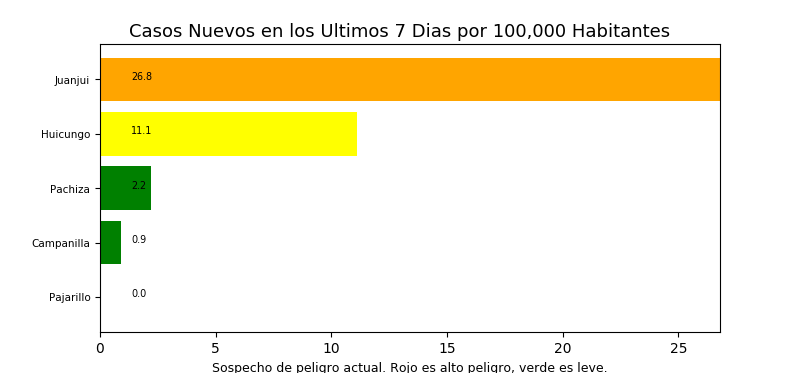 Casos Nuevos en los Ultimos 7 Dias por 100,000 Habitantes
Juanjui 26.8
Huicungo 11.1
Pachiza 2.2
Campanilla 0.9
Pajarillo 0.0
0 5 10 15 20 25
Sospecho de peligro actual. Rojo es alto peligro, verde es leve.